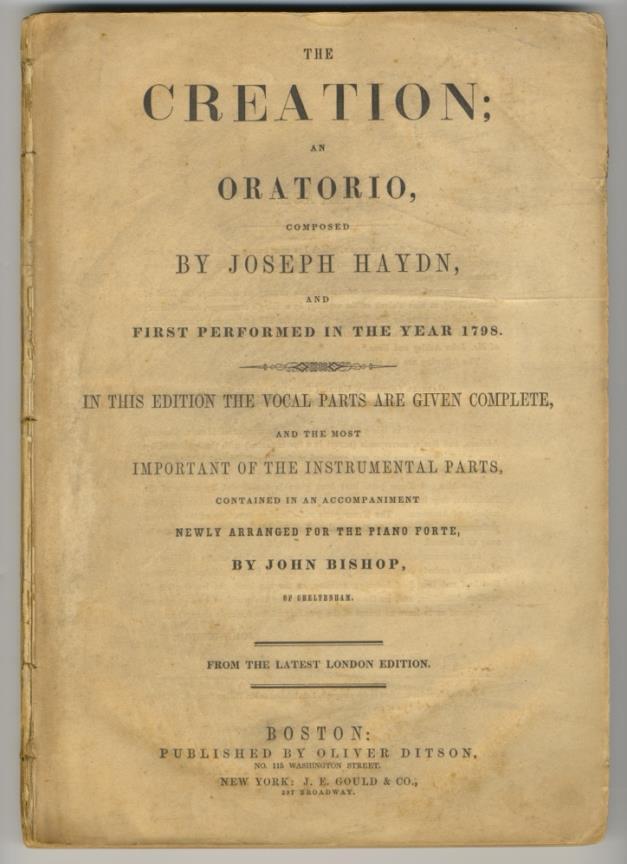 THE
CREATION;
AN
ORATORIO,
COMPOSED
BY JOSEPH HAYDN,
AND
FIRST PERFORMED IN THE YEAR 1798.
IN THIS EDITION THE VOCAL PARTS ARE GIVEN COMPLETE,
AND THE MOST
IMPORTANT OF THE INSTRUMENTAL PARTS,
CONTAINED IN AN ACCOMPANIMENT
NEWLY ARRANGED FOR THE PIANO FORTE,
BY JOHN BISHOP,
OF CHELTENHAM.
FROM THE LATEST LONDON EDITION.
BOSTON:
PUBLISHED BY OLIVER DITSON,
NO. 115 WASHINGTON STREET.
NEW YORK: J. E. GOULD & CO.,
297 BROADWAY.